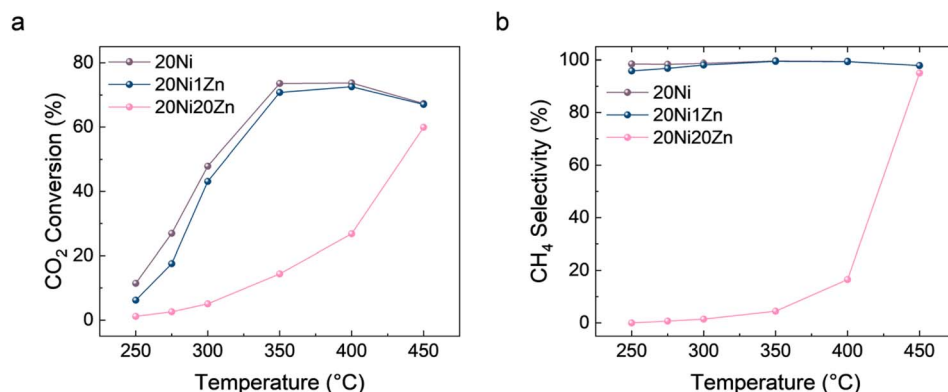 a
20Ni
20Ni1Zn
20Ni20Zn
CO₂ Conversion (%)
80
60
40
20
0
250 300 350 400 450
Temperature (°C)
b
20Ni
20Ni1Zn
20Ni20Zn
CH₄ Selectivity (%)
100
80
60
40
20
0
250 300 350 400 450
Temperature (°C)